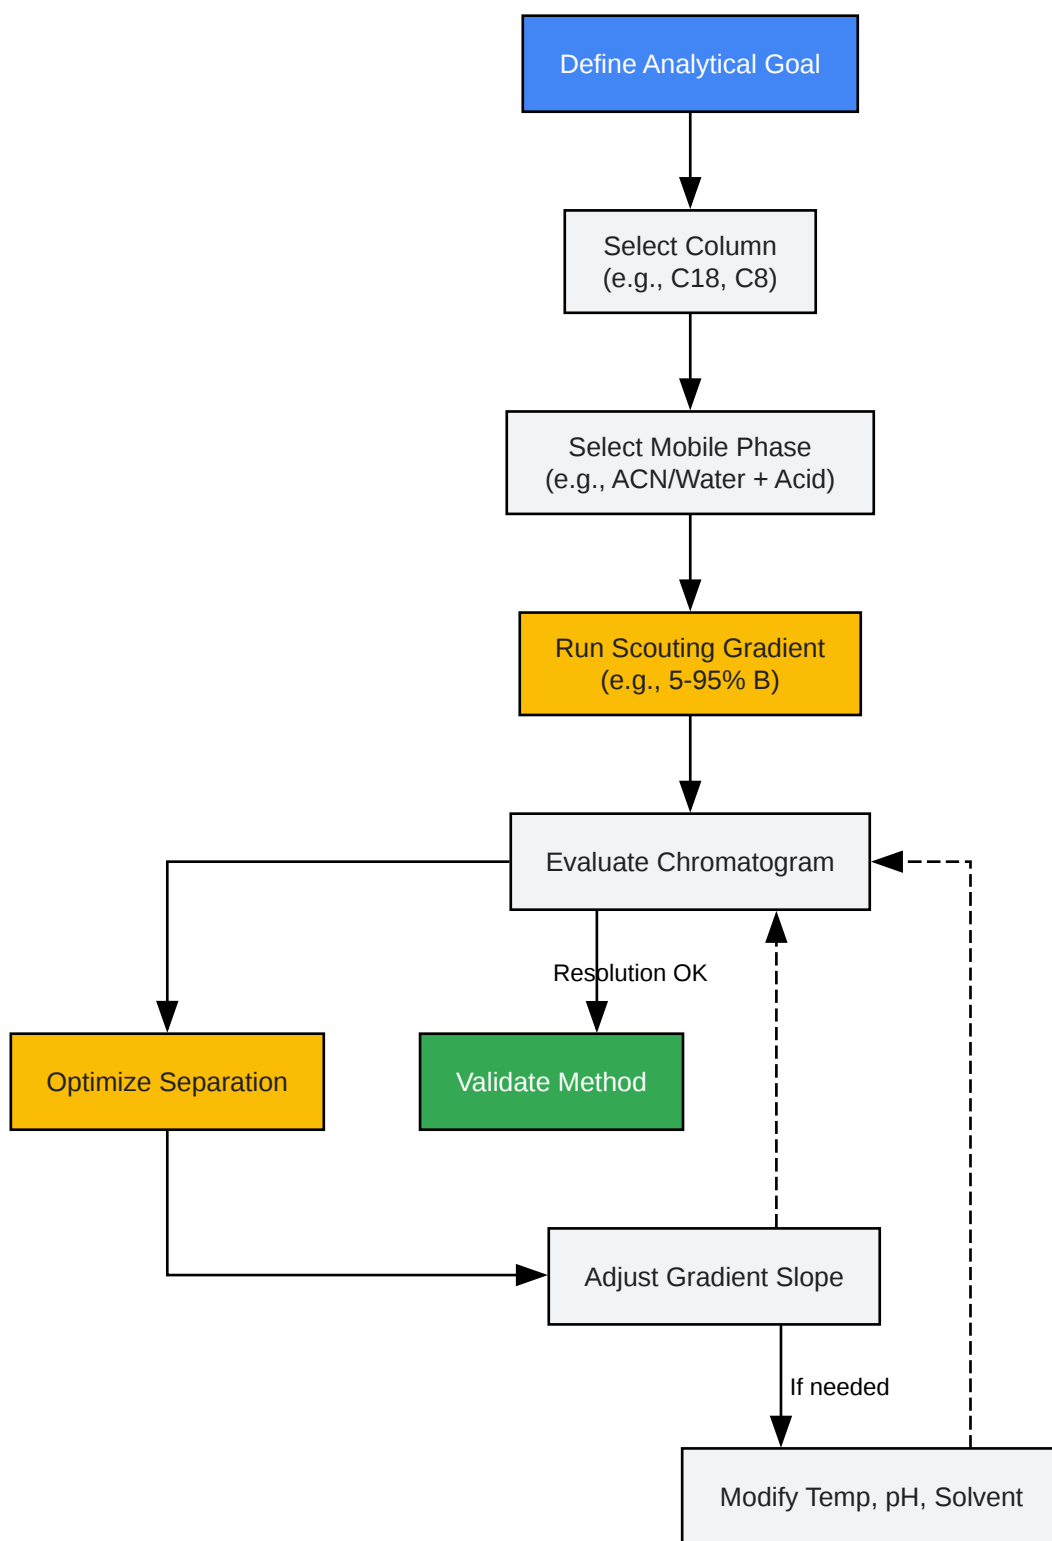 Define Analytical Goal
Select Column
(e.g., C18, C8)
Select Mobile Phase
(e.g., ACN/Water + Acid)
Run Scouting Gradient
(e.g., 5-95% B)
Evaluate Chromatogram
Resolution OK
Optimize Separation
Validate Method
Adjust Gradient Slope
If needed
Modify Temp, pH, Solvent